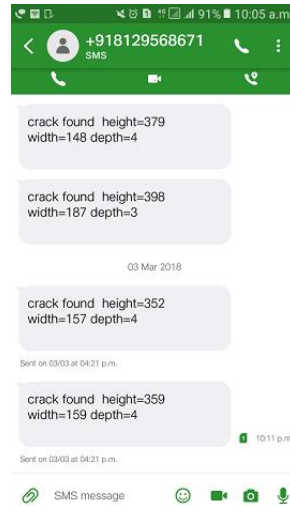 91% 10:05 a.m
+918129568671
SMS
crack found height=379
width=148 depth=4
crack found height=398
width=187 depth=3
03 Mar 2018
crack found height=352
width=157 depth=4
Sent on 03/03 at 04:21 p.m.
crack found height=359
width=159 depth=4
10:11 p.m
Sent on 03/03 at 04:21 p.m.
SMS message